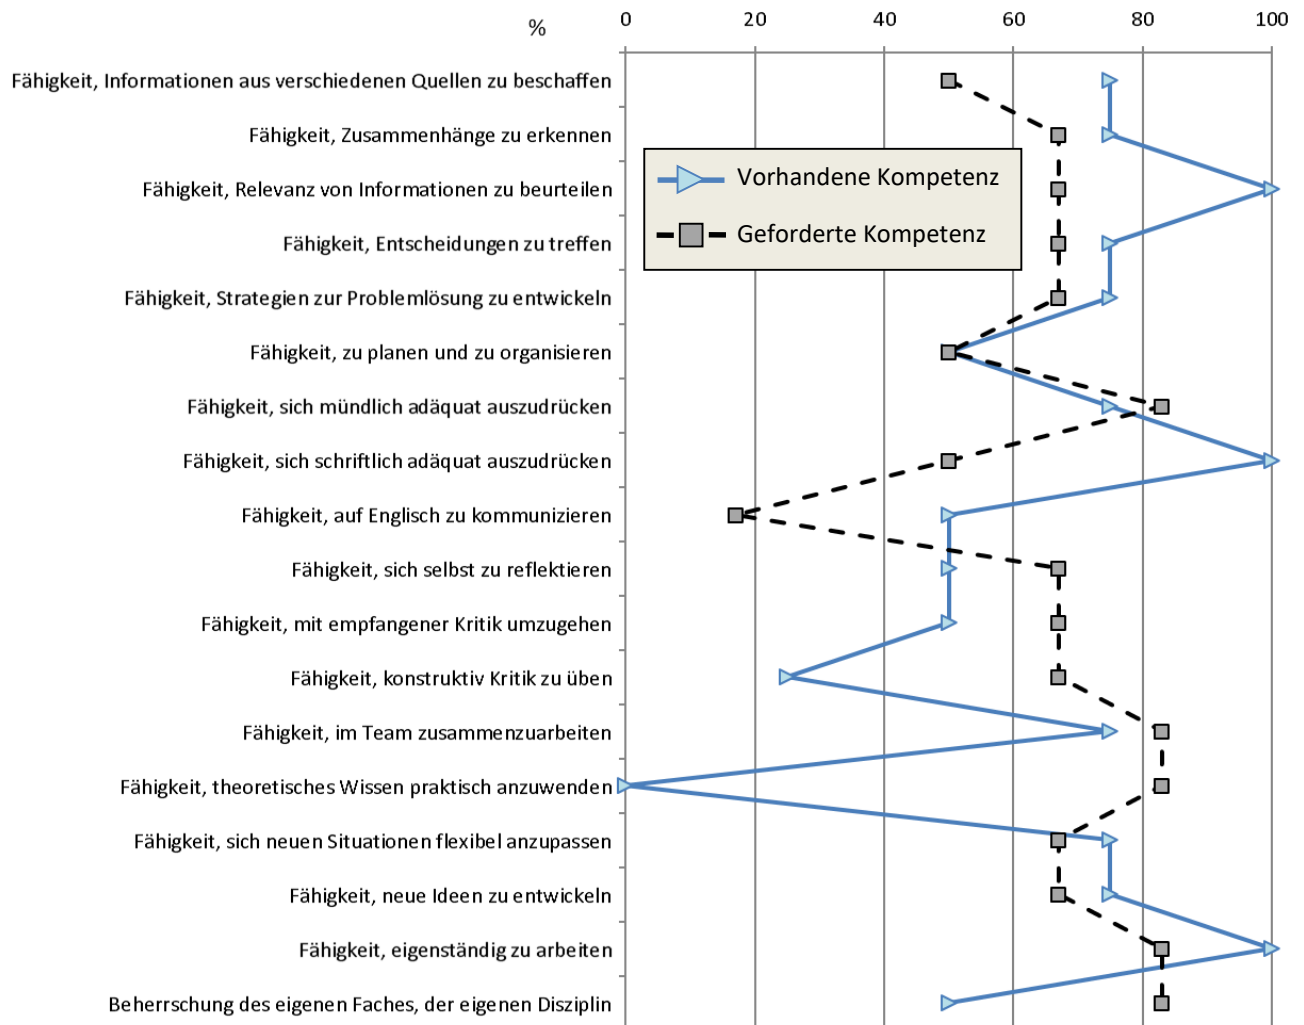 % 0 20 40 60 80 100
Fähigkeit, Informationen aus verschiedenen Quellen zu beschaffen
Fähigkeit, Zusammenhänge zu erkennen
Fähigkeit, Relevanz von Informationen zu beurteilen
Fähigkeit, Entscheidungen zu treffen
Fähigkeit, Strategien zur Problemlösung zu entwickeln
Fähigkeit, zu planen und zu organisieren
Fähigkeit, sich mündlich adäquat auszudrücken
Fähigkeit, sich schriftlich adäquat auszudrücken
Fähigkeit, auf Englisch zu kommunizieren
Fähigkeit, sich selbst zu reflektieren
Fähigkeit, mit empfangener Kritik umzugehen
Fähigkeit, konstruktiv Kritik zu üben
Fähigkeit, im Team zusammenzuarbeiten
Fähigkeit, theoretisches Wissen praktisch anzuwenden
Fähigkeit, sich neuen Situationen flexibel anzupassen
Fähigkeit, neue Ideen zu entwickeln
Fähigkeit, eigenständig zu arbeiten
Beherrschung des eigenen Faches, der eigenen Disziplin
Vorhandene Kompetenz
Geforderte Kompetenz